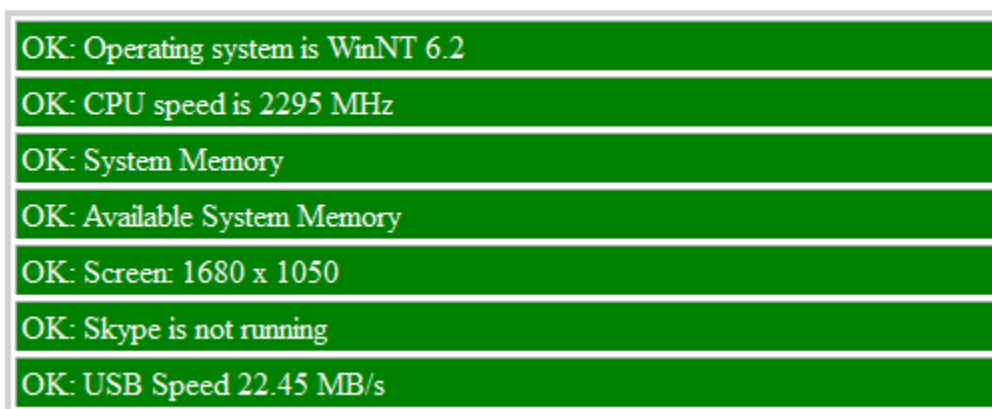 OK: Operating system is WinNT 6.2
OK: CPU speed is 2295 MHz
OK: System Memory
OK: Available System Memory
OK: Screen: 1680 x 1050
OK: Skype is not running
OK: USB Speed 22.45 MB/s